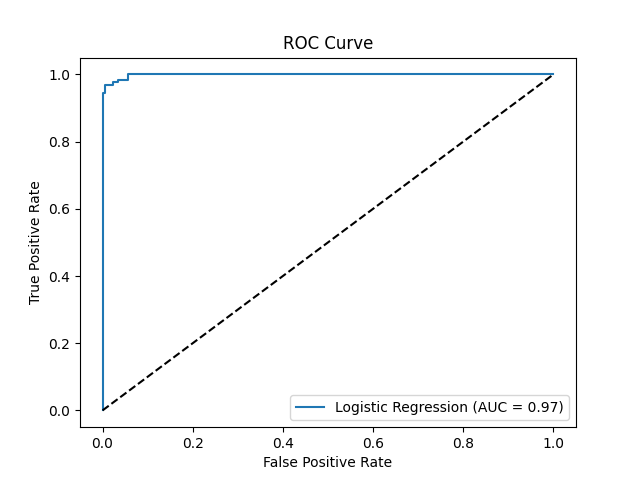 ROC Curve
True Positive Rate
1.0
0.8
0.6
0.4
0.2
0.0
Logistic Regression (AUC = 0.97)
0.0 0.2 0.4 0.6 0.8 1.0
False Positive Rate